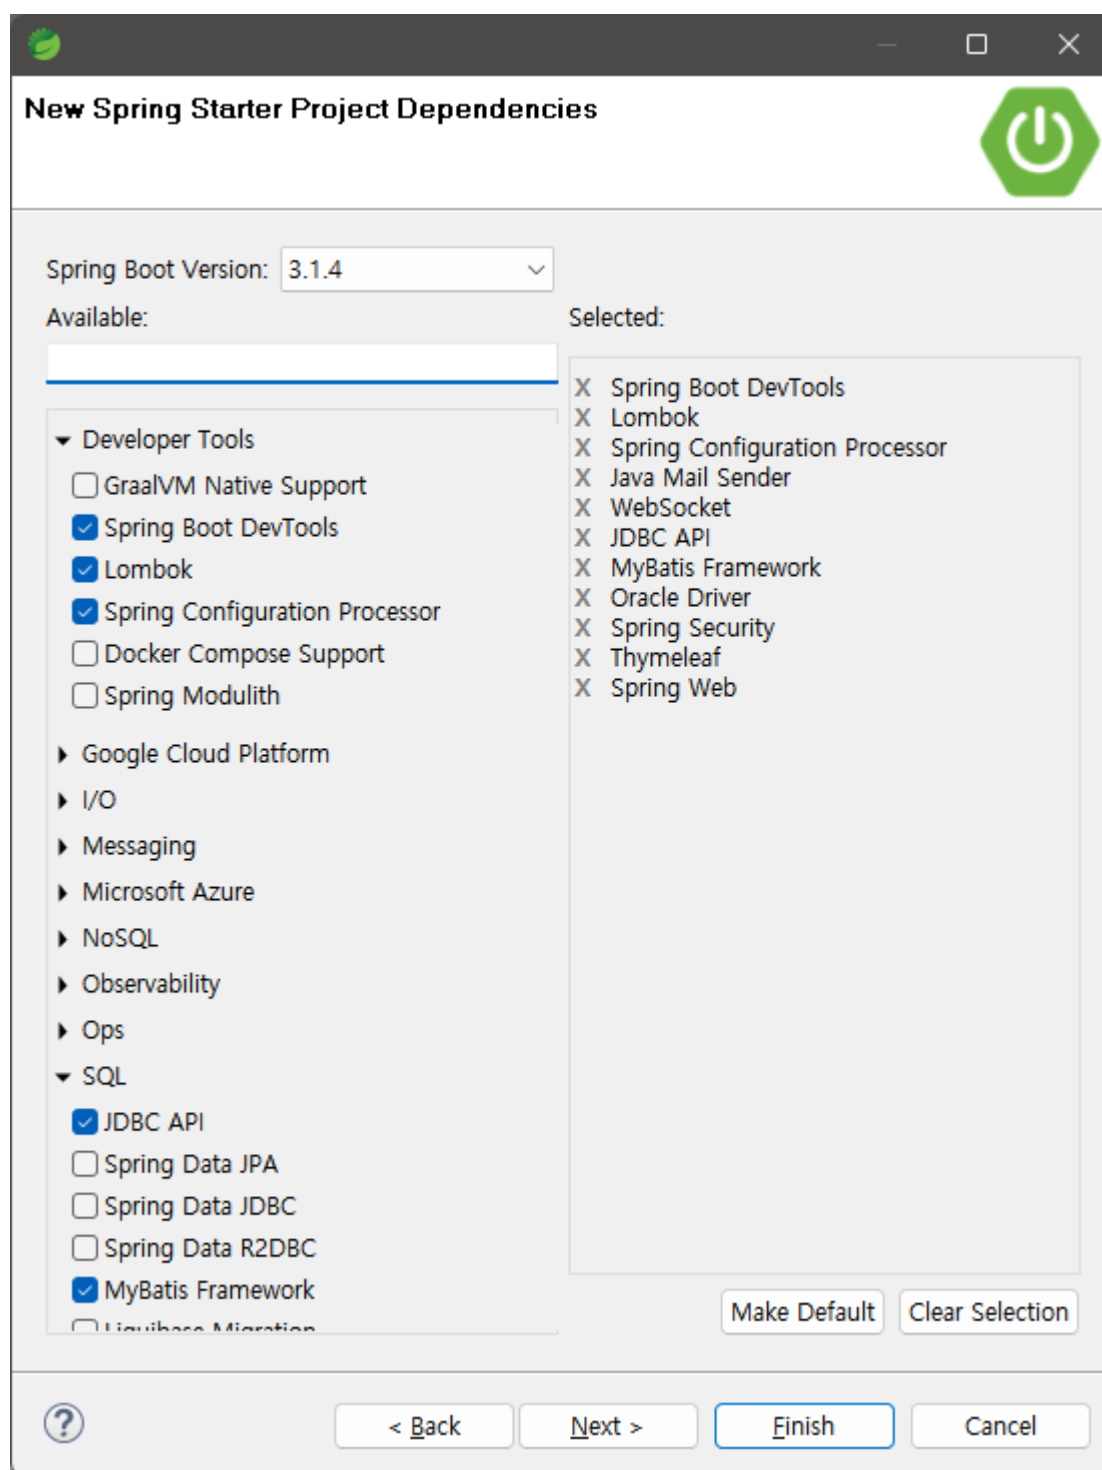 New Spring Starter Project Dependencies
Spring Boot Version: 3.1.4
Available:
Developer Tools
GraalVM Native Support
Spring Boot DevTools
Lombok
Spring Configuration Processor
Docker Compose Support
Spring Modulith
Google Cloud Platform
I/O
Messaging
Microsoft Azure
NoSQL
Observability
Ops
SQL
JDBC API
Spring Data JPA
Spring Data JDBC
Spring Data R2DBC
MyBatis Framework
Liquibase Migration
Selected:
X Spring Boot DevTools
X Lombok
X Spring Configuration Processor
X Java Mail Sender
X WebSocket
X JDBC API
X MyBatis Framework
X Oracle Driver
X Spring Security
X Thymeleaf
X Spring Web
Make Default
Clear Selection
?
< Back
Next >
Finish
Cancel